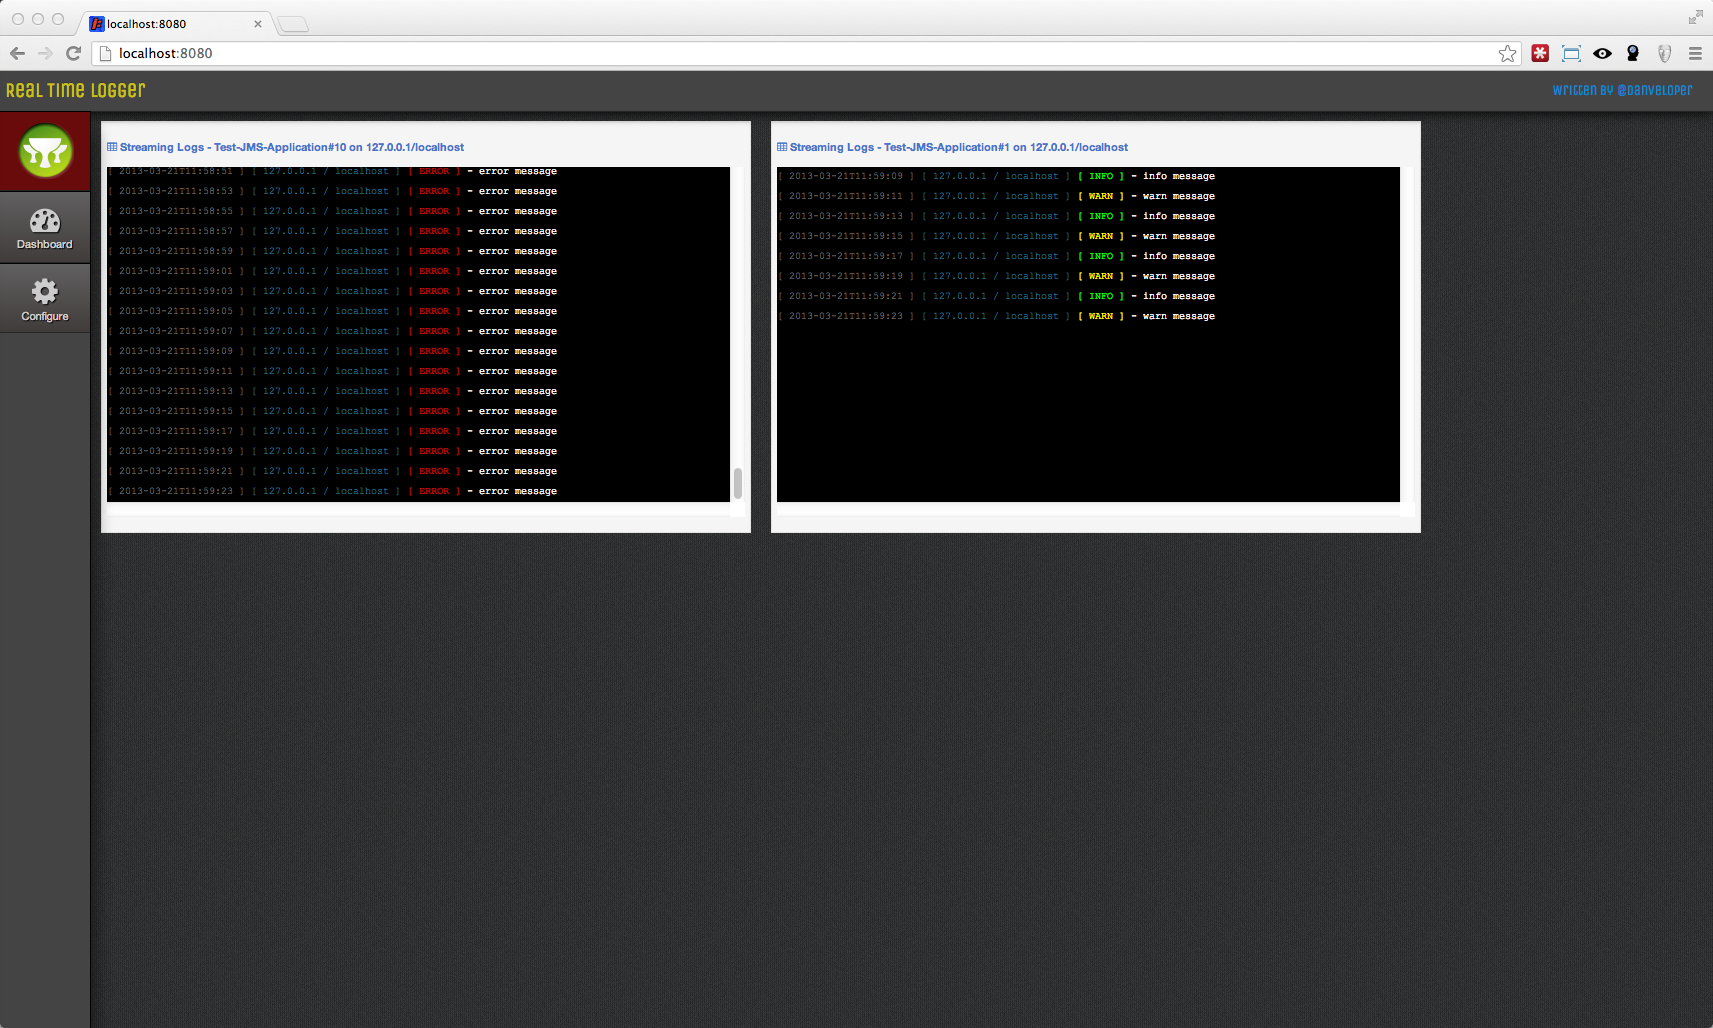 localhost:8080
localhost:8080
Real Time Logger
written by @danveloper
Dashboard
Configure
Streaming Logs - Test-JMS-Application#10 on 127.0.0.1/localhost
[ 2013-03-21T11:58:51 ] [ 127.0.0.1 / localhost ] [ ERROR ] - error message
[ 2013-03-21T11:58:53 ] [ 127.0.0.1 / localhost ] [ ERROR ] - error message
[ 2013-03-21T11:58:55 ] [ 127.0.0.1 / localhost ] [ ERROR ] - error message
[ 2013-03-21T11:58:57 ] [ 127.0.0.1 / localhost ] [ ERROR ] - error message
[ 2013-03-21T11:58:59 ] [ 127.0.0.1 / localhost ] [ ERROR ] - error message
[ 2013-03-21T11:59:01 ] [ 127.0.0.1 / localhost ] [ ERROR ] - error message
[ 2013-03-21T11:59:03 ] [ 127.0.0.1 / localhost ] [ ERROR ] - error message
[ 2013-03-21T11:59:05 ] [ 127.0.0.1 / localhost ] [ ERROR ] - error message
[ 2013-03-21T11:59:07 ] [ 127.0.0.1 / localhost ] [ ERROR ] - error message
[ 2013-03-21T11:59:09 ] [ 127.0.0.1 / localhost ] [ ERROR ] - error message
[ 2013-03-21T11:59:11 ] [ 127.0.0.1 / localhost ] [ ERROR ] - error message
[ 2013-03-21T11:59:13 ] [ 127.0.0.1 / localhost ] [ ERROR ] - error message
[ 2013-03-21T11:59:15 ] [ 127.0.0.1 / localhost ] [ ERROR ] - error message
[ 2013-03-21T11:59:17 ] [ 127.0.0.1 / localhost ] [ ERROR ] - error message
[ 2013-03-21T11:59:19 ] [ 127.0.0.1 / localhost ] [ ERROR ] - error message
[ 2013-03-21T11:59:21 ] [ 127.0.0.1 / localhost ] [ ERROR ] - error message
[ 2013-03-21T11:59:23 ] [ 127.0.0.1 / localhost ] [ ERROR ] - error message
Streaming Logs - Test-JMS-Application#1 on 127.0.0.1/localhost
[ 2013-03-21T11:59:09 ] [ 127.0.0.1 / localhost ] [ INFO ] - info message
[ 2013-03-21T11:59:11 ] [ 127.0.0.1 / localhost ] [ WARN ] - warn message
[ 2013-03-21T11:59:13 ] [ 127.0.0.1 / localhost ] [ INFO ] - info message
[ 2013-03-21T11:59:15 ] [ 127.0.0.1 / localhost ] [ WARN ] - warn message
[ 2013-03-21T11:59:17 ] [ 127.0.0.1 / localhost ] [ INFO ] - info message
[ 2013-03-21T11:59:19 ] [ 127.0.0.1 / localhost ] [ WARN ] - warn message
[ 2013-03-21T11:59:21 ] [ 127.0.0.1 / localhost ] [ INFO ] - info message
[ 2013-03-21T11:59:23 ] [ 127.0.0.1 / localhost ] [ WARN ] - warn message